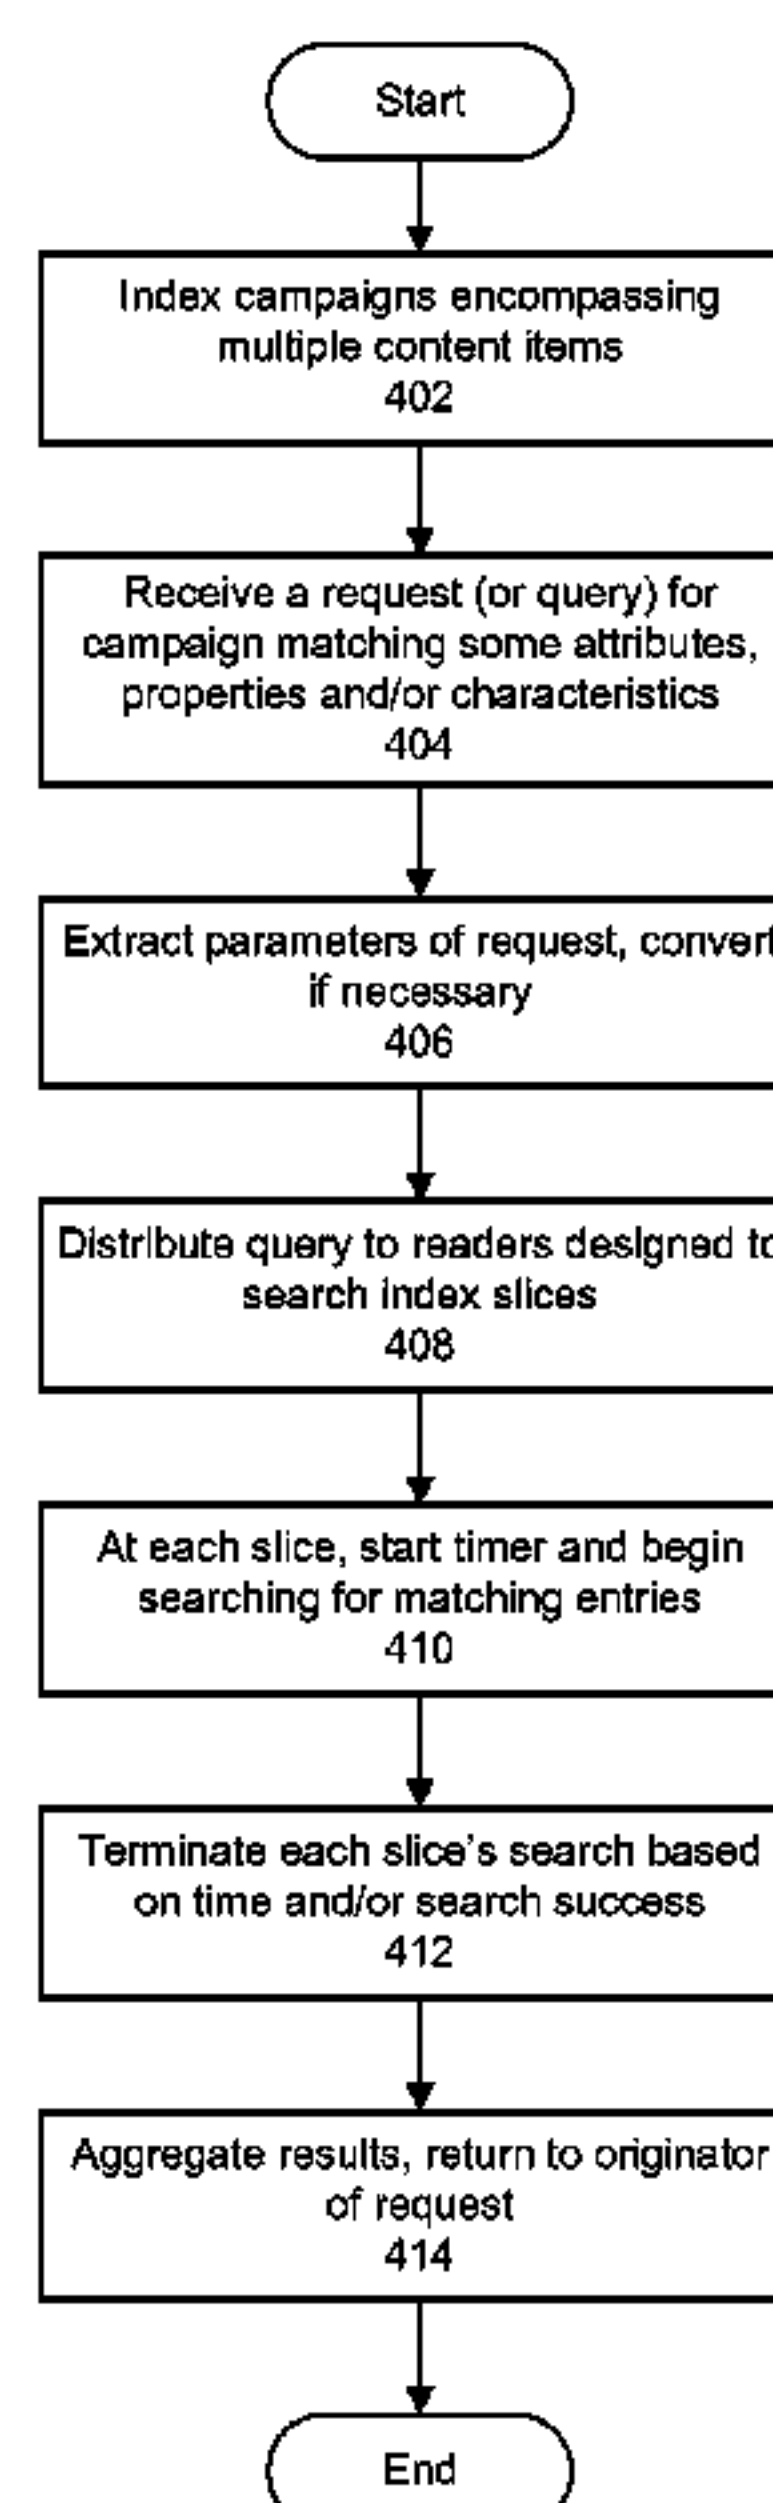 Start
Index campaigns encompassing
multiple content items
402
Receive a request (or query) for
campaign matching some attributes,
properties and/or characteristics
404
Extract parameters of request, convert
if necessary
406
Distribute query to readers designed to
search index slices
408
At each slice, start timer and begin
searching for matching entries
410
Terminate each slice's search based
on time and/or search success
412
Aggregate results, return to originator
of request
414
End